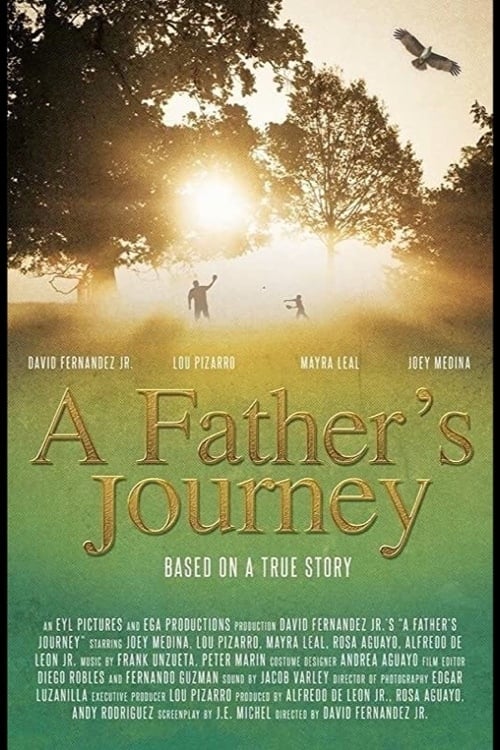 DAVID FERNANDEZ JR. LOU PIZARRO MAYRA LEAL JOEY MEDINA
A Father's
Journey
BASED ON A TRUE STORY
AN EYL PICTURES AND EGA PRODUCTIONS PRODUCTION DAVID FERNANDEZ JR.'S "A FATHER'S
JOURNEY" STARRING JOEY MEDINA, LOU PIZARRO, MAYRA LEAL, ROSA AGUAYO, ALFREDO DE
LEON JR. MUSIC BY FRANK UNZUETA, PETER MARIN COSTUME DESIGNER ANDREA AGUAYO FILM EDITOR
DIEGO ROBLES AND FERNANDO GUZMAN SOUND BY JACOB VARLEY DIRECTOR OF PHOTOGRAPHY EDGAR
LUZANILLA EXECUTIVE PRODUCER LOU PIZARRO PRODUCED BY ALFREDO DE LEON JR., ROSA AGUAYO,
ANDY RODRIGUEZ SCREENPLAY BY J.E. MICHEL DIRECTED BY DAVID FERNANDEZ JR.